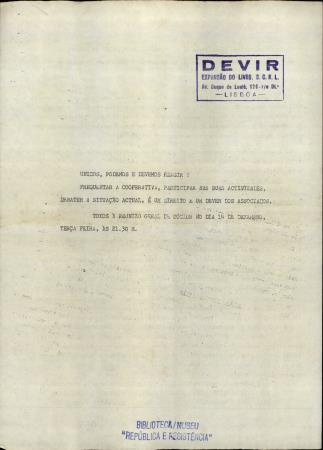 DEVIR
EXPANSÃO DO LIVRO, S. C. R. L.
Av. Duque de Loulé, 126 - r/c Dt.º
— LISBOA —
UNIDOS, PODEMOS E DEVEMOS REAGIR !
FREQUENTAR A COOPERATIVA, PARTICIPAR NAS SUAS ACTIVIDADES,
DEBATER A SITUAÇÃO ACTUAL, É UM DIREITO E UM DEVER DOS ASSOCIADOS.
TODOS À REUNIÃO GERAL DE SÓCIOS NO DIA 14 DE DEZEMBRO,
TERÇA FEIRA, ÀS 21.30 H.
BIBLIOTECA/MUSEU
"REPÚBLICA E RESISTÊNCIA"